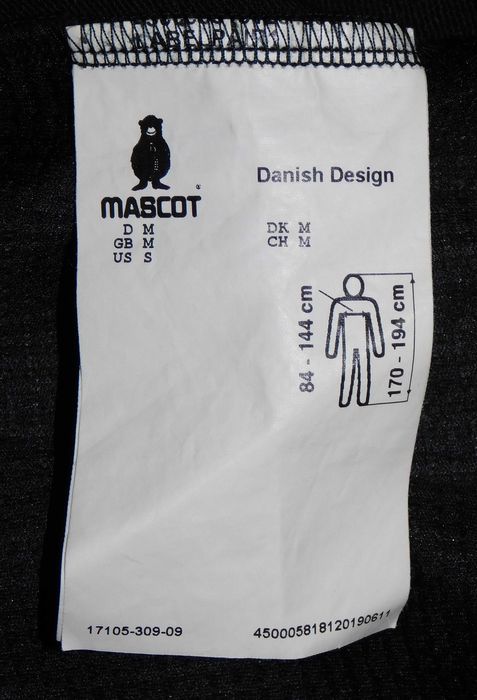 MASCOT
®
Danish Design
D M
GB M
US S
DK M
CH M
84 - 144 cm
170 - 194 cm
17105-309-09
450005818120190611